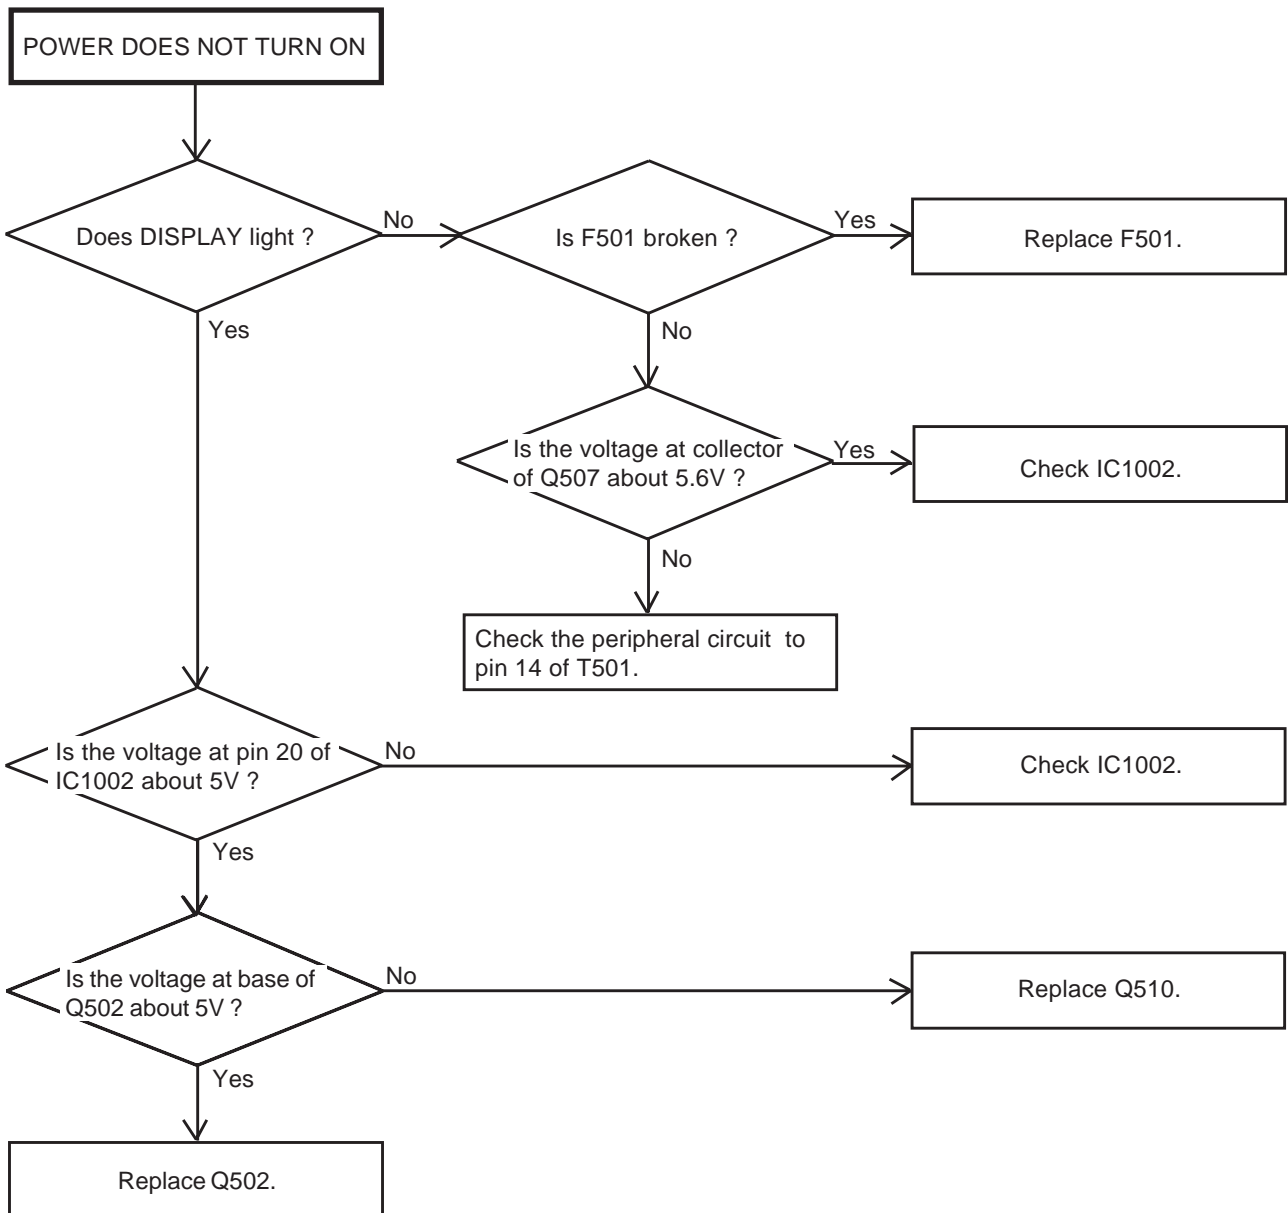 POWER DOES NOT TURN ON
Does DISPLAY light ?
No
Is F501 broken ?
Yes
Replace F501.
Yes
No
Is the voltage at collector
of Q507 about 5.6V ?
Yes
Check IC1002.
No
Check the peripheral circuit to
pin 14 of T501.
Is the voltage at pin 20 of
IC1002 about 5V ?
No
Check IC1002.
Yes
Is the voltage at base of
Q502 about 5V ?
No
Replace Q510.
Yes
Replace Q502.